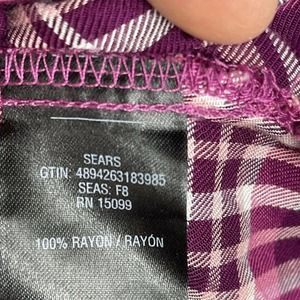 SEARS
GTIN: 4894263183985
SEAS: F8
RN 15099
100% RAYON / RAYÓN